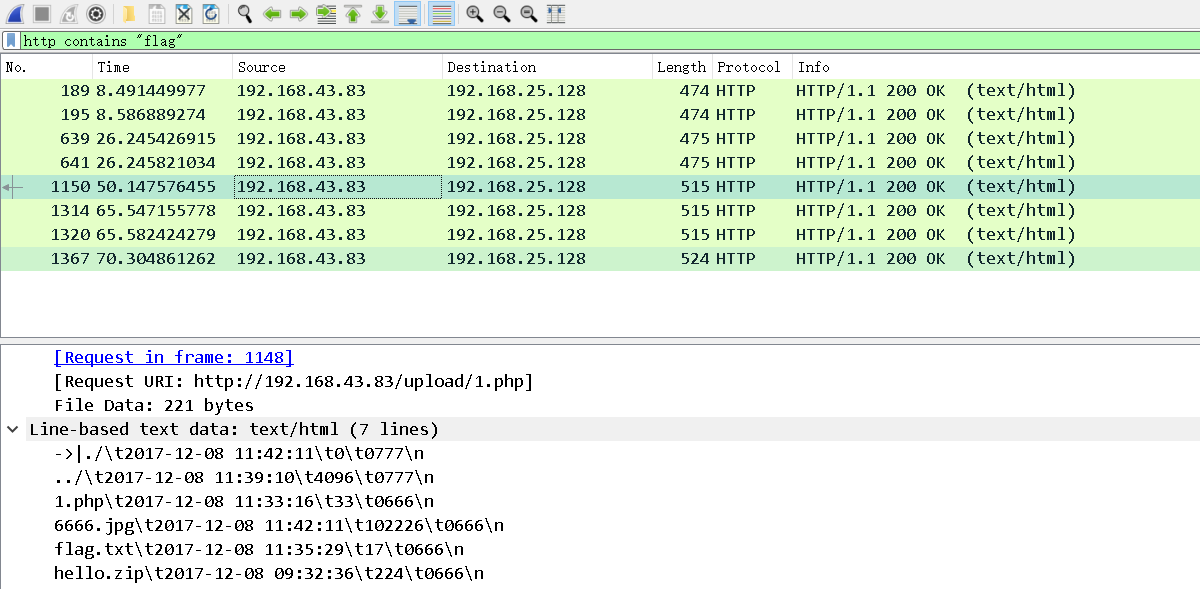 http contains "flag"
No. Time Source Destination Length Protocol Info
189 8.491449977 192.168.43.83 192.168.25.128 474 HTTP HTTP/1.1 200 OK (text/html)
195 8.586889274 192.168.43.83 192.168.25.128 474 HTTP HTTP/1.1 200 OK (text/html)
639 26.245426915 192.168.43.83 192.168.25.128 475 HTTP HTTP/1.1 200 OK (text/html)
641 26.245821034 192.168.43.83 192.168.25.128 475 HTTP HTTP/1.1 200 OK (text/html)
1150 50.147576455 192.168.43.83 192.168.25.128 515 HTTP HTTP/1.1 200 OK (text/html)
1314 65.547155778 192.168.43.83 192.168.25.128 515 HTTP HTTP/1.1 200 OK (text/html)
1320 65.582424279 192.168.43.83 192.168.25.128 515 HTTP HTTP/1.1 200 OK (text/html)
1367 70.304861262 192.168.43.83 192.168.25.128 524 HTTP HTTP/1.1 200 OK (text/html)
[Request in frame: 1148]
[Request URI: http://192.168.43.83/upload/1.php]
File Data: 221 bytes
Line-based text data: text/html (7 lines)
->|./\t2017-12-08 11:42:11\t0\t0777\n
../\t2017-12-08 11:39:10\t4096\t0777\n
1.php\t2017-12-08 11:33:16\t33\t0666\n
6666.jpg\t2017-12-08 11:42:11\t102226\t0666\n
flag.txt\t2017-12-08 11:35:29\t17\t0666\n
hello.zip\t2017-12-08 09:32:36\t224\t0666\n